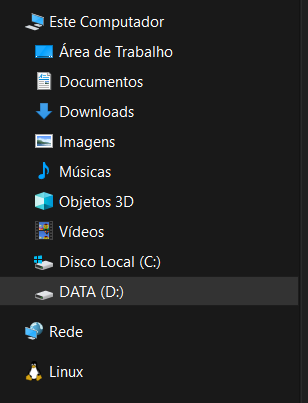 Este Computador
Área de Trabalho
Documentos
Downloads
Imagens
Músicas
Objetos 3D
Vídeos
Disco Local (C:)
DATA (D:)
Rede
Linux